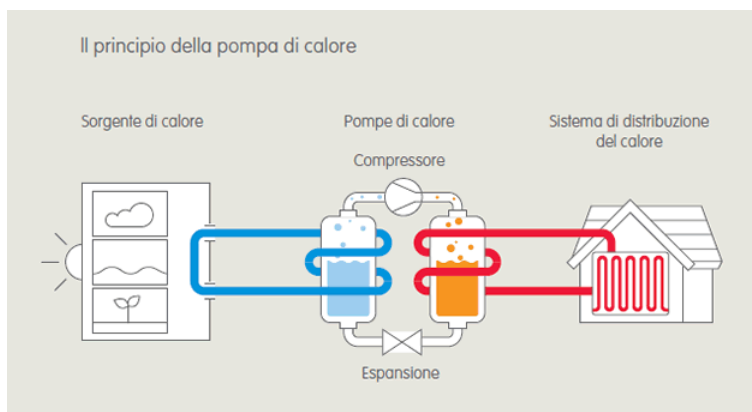 Il principio della pompa di calore
Sorgente di calore
Pompe di calore
Sistema di distribuzione
del calore
Compressore
Espansione